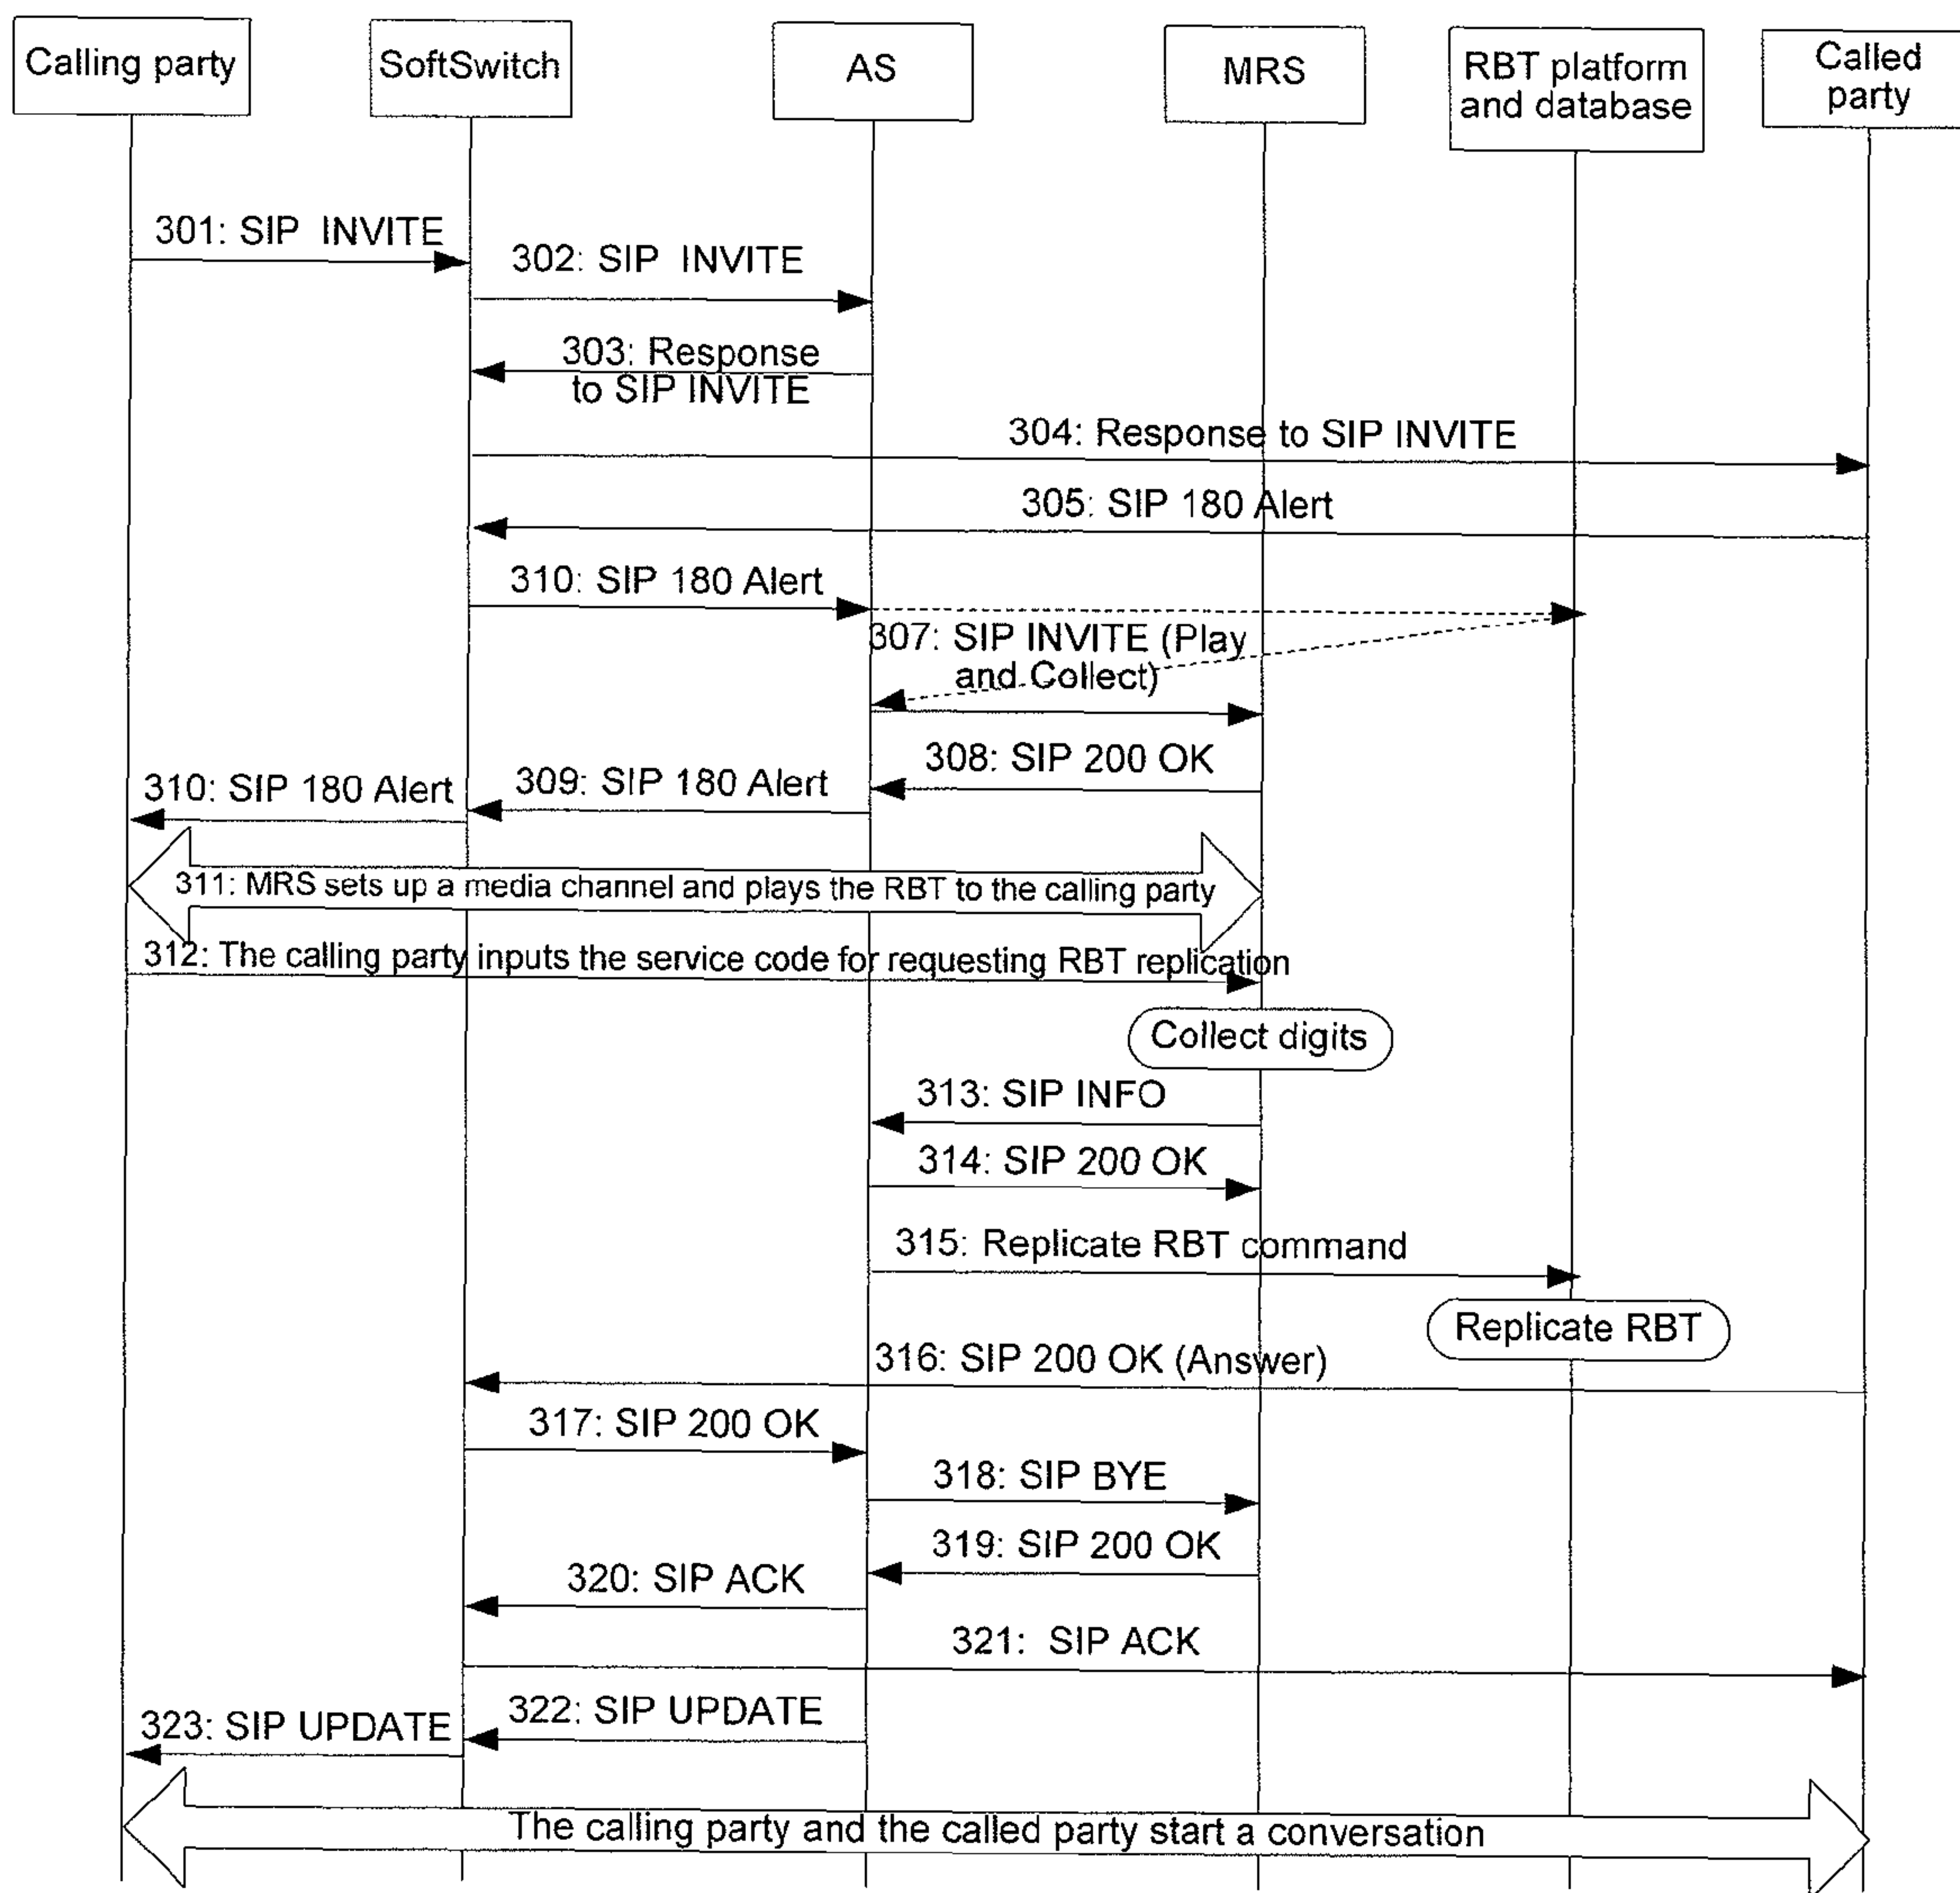 Calling party
SoftSwitch
AS
MRS
RBT platform
and database
Called
party
301: SIP INVITE
302: SIP INVITE
303: Response
to SIP INVITE
304: Response to SIP INVITE
305: SIP 180 Alert
310: SIP 180 Alert
307: SIP INVITE (Play
and Collect)
308: SIP 200 OK
309: SIP 180 Alert
310: SIP 180 Alert
311: MRS sets up a media channel and plays the RBT to the calling party
312: The calling party inputs the service code for requesting RBT replication
Collect digits
313: SIP INFO
314: SIP 200 OK
315: Replicate RBT command
Replicate RBT
316: SIP 200 OK (Answer)
317: SIP 200 OK
318: SIP BYE
319: SIP 200 OK
320: SIP ACK
321: SIP ACK
322: SIP UPDATE
323: SIP UPDATE
The calling party and the called party start a conversation